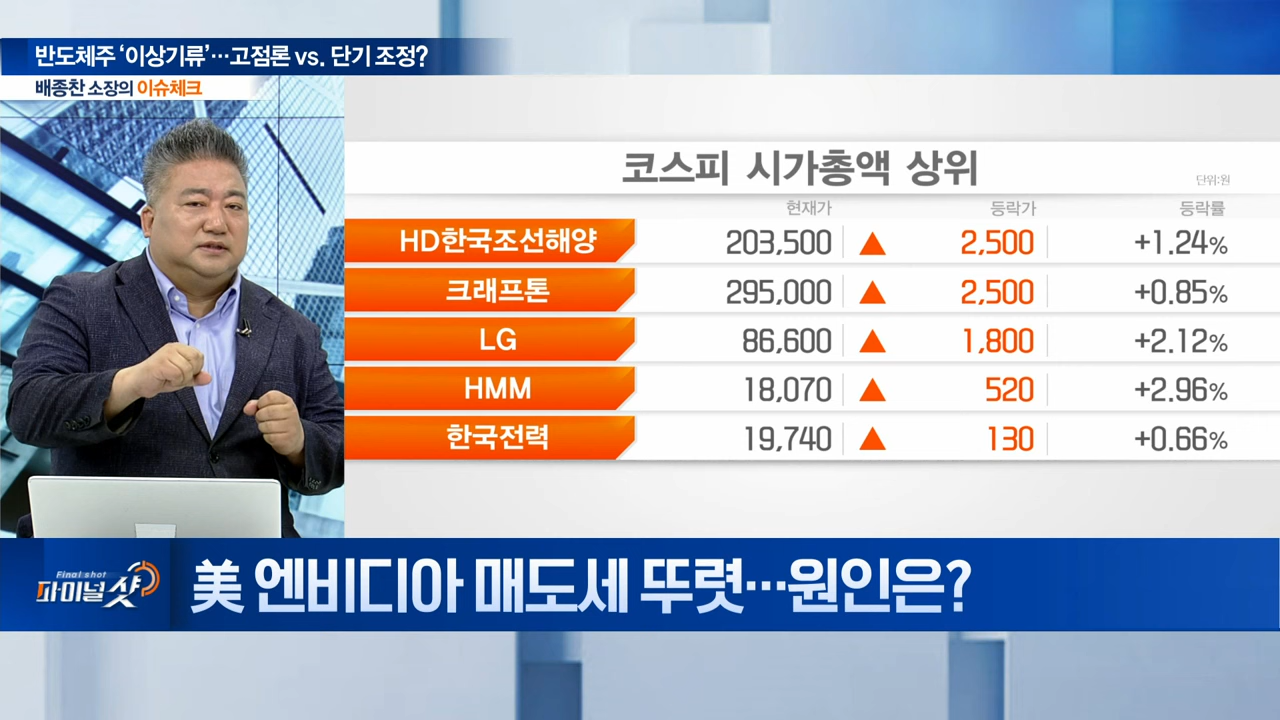 반도체주 ‘이상기류’…고점론 vs. 단기 조정?
배종찬 소장의 이슈체크
코스피 시가총액 상위
단위:원
현재가 등락가 등락률
HD한국조선해양 203,500 ▲ 2,500 +1.24%
크래프톤 295,000 ▲ 2,500 +0.85%
LG 86,600 ▲ 1,800 +2.12%
HMM 18,070 ▲ 520 +2.96%
한국전력 19,740 ▲ 130 +0.66%
Final shot
파이널샷
美 엔비디아 매도세 뚜렷…원인은?